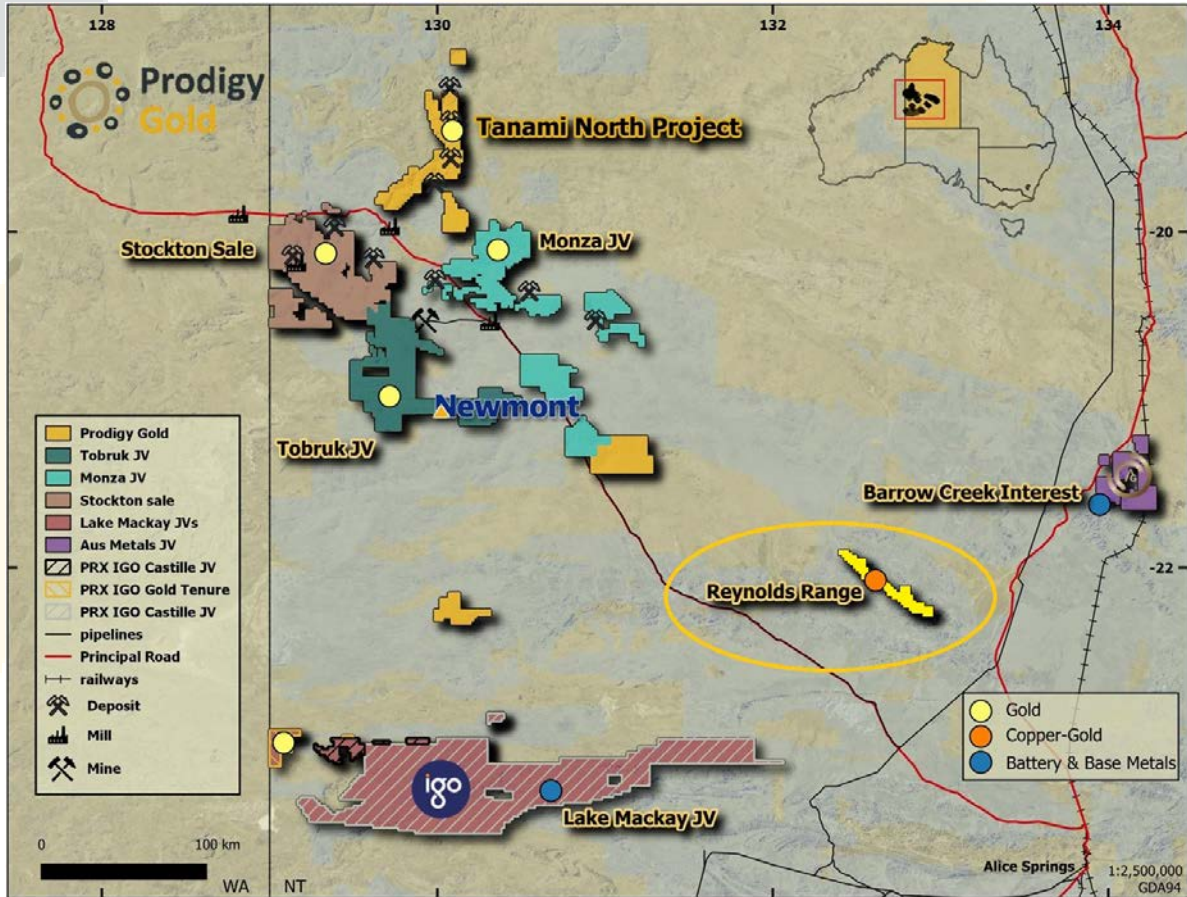 128
130
132
134
Prodigy
Gold
Tanami North Project
-20
Stockton Sale
Monza JV
Newmont
Tobruk JV
Prodigy Gold
Tobruk JV
Monza JV
Stockton sale
Lake Mackay JVs
Aus Metals JV
PRX IGO Castille JV
PRX IGO Gold Tenure
PRX IGO Castille JV
pipelines
Principal Road
railways
Deposit
Mill
Mine
Barrow Creek Interest
-22
Reynolds Range
Gold
Copper-Gold
Battery & Base Metals
igo
Lake Mackay JV
0
100 km
WA
NT
Alice Springs
1:2,500,000
GDA94